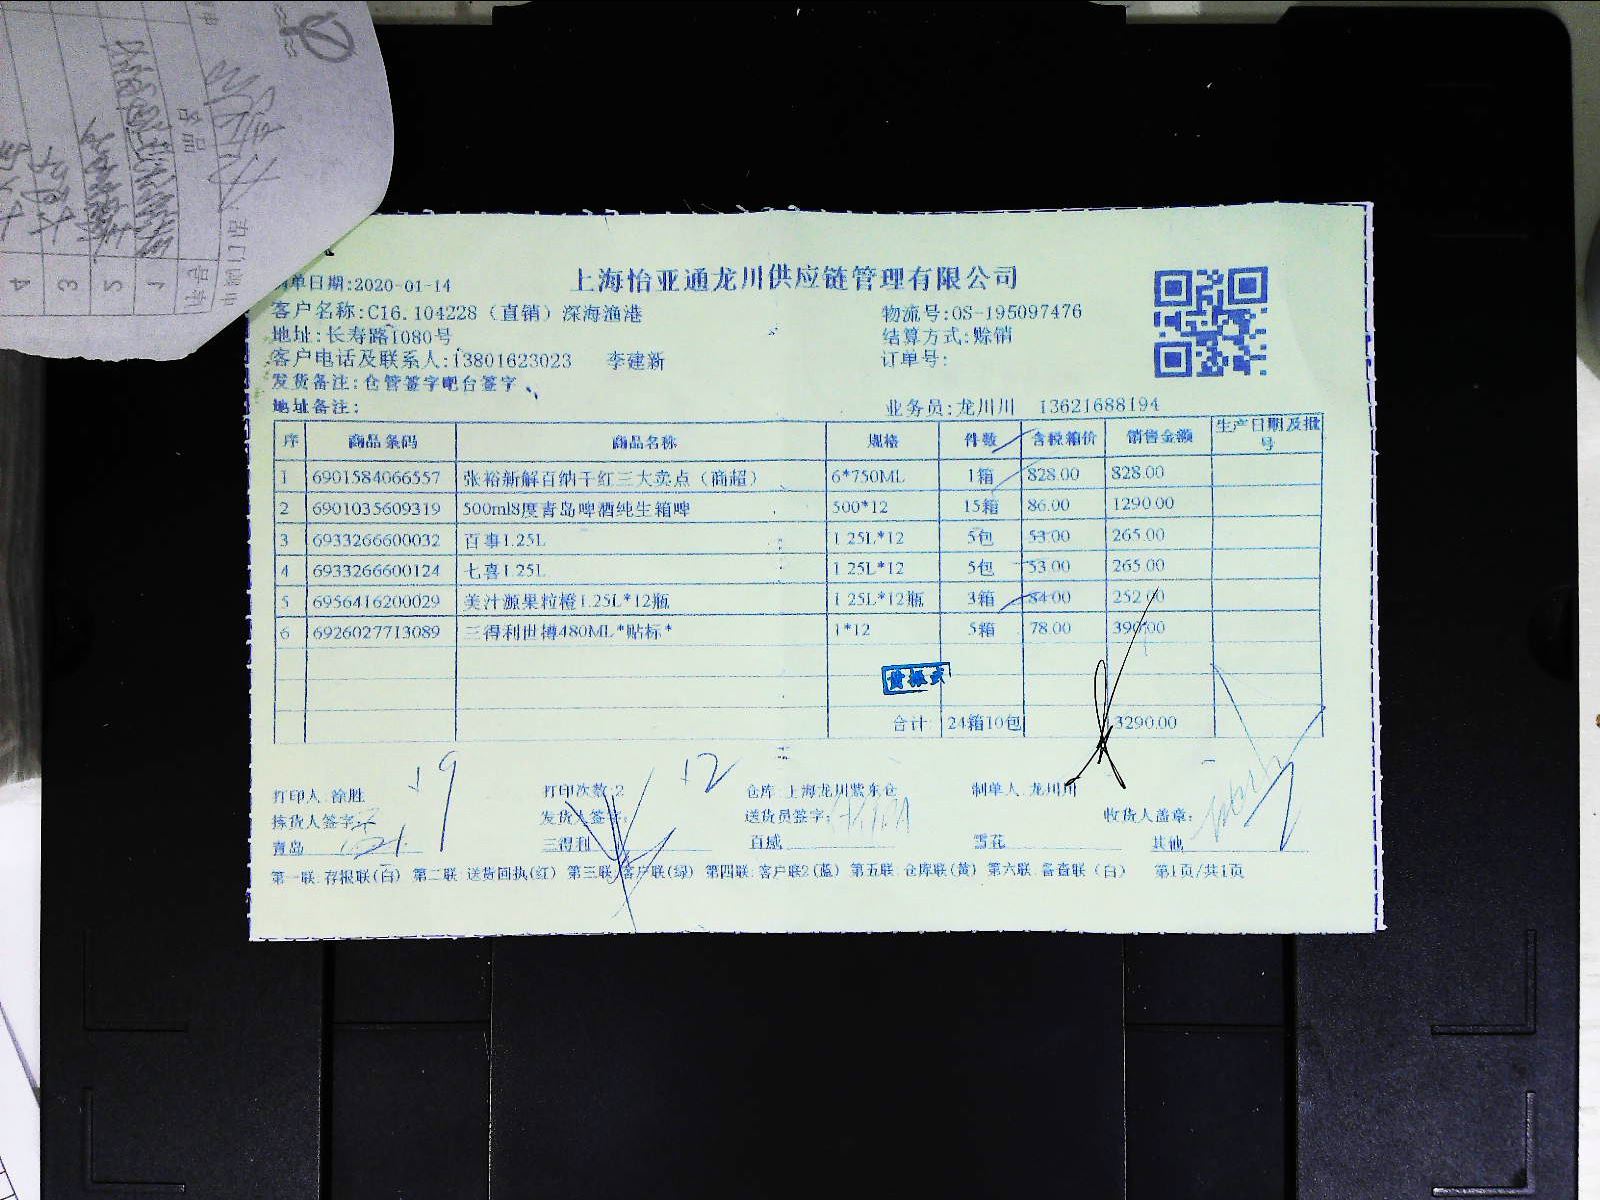 单日期:2020-01-14
上海怡亚通龙川供应链管理有限公司
客户名称:C16.104228（直销）深海渔港
物流号:OS-195097476
地址:长寿路1080号
结算方式:赊销
客户电话及联系人:13801623023 李建新
订单号:
发货备注:仓管签字吧台签字、
地址备注:
业务员:龙川川 13621688194
序 商品条码 商品名称 规格 件数 含税箱价 销售金额 生产日期及批号
1 6901584066557 张裕新解百纳干红三大卖点（商超） 6*750ML 1箱 828.00 828.00
2 6901035609319 500ml8度青岛啤酒纯生箱啤 500*12 15箱 86.00 1290.00
3 6933266600032 百事1.25L 1.25L*12 5包 53.00 265.00
4 6933266600124 七喜1.25L 1.25L*12 5包 53.00 265.00
5 6956416200029 美汁源果粒橙1.25L*12瓶 1.25L*12瓶 3箱 84.00 252.00
6 6926027713089 三得利世博480ML*贴标* 1*12 5箱 78.00 390.00
合计: 24箱10包 3290.00
19 12
打印人:徐胜 打印次数:2 仓库:上海龙川紫东仓 制单人:龙川川
拣货人签字: 发货人签字: 送货员签字: 收货人盖章:
青岛 三得利 百威 雪花 其他
第一联:存根联(白) 第二联:送货回执(红) 第三联:客户联(绿) 第四联:客户联2(蓝) 第五联:仓库联(黄) 第六联:备查联(白) 第1页/共1页
品名
1
2
3
4